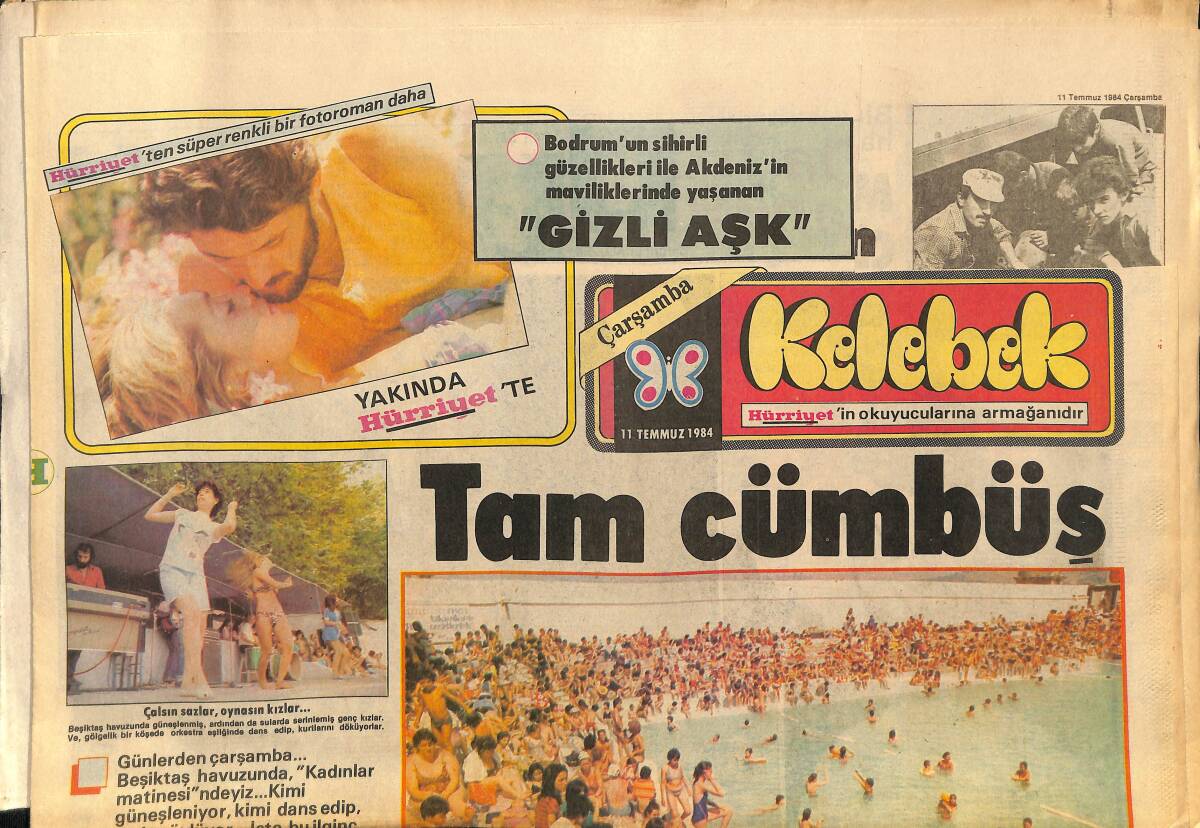 11 Temmuz 1984 Çarşamba
Hürriyet'ten süper renkli bir fotoroman daha
Bodrum'un sihirli
güzellikleri ile Akdeniz'in
maviliklerinde yaşanan
"GİZLİ AŞK"
YAKINDA
Hürriyet'TE
n
Çarşamba
Kelebek
Hürriyet'in okuyucularına armağanıdır
11 TEMMUZ 1984
H
Tam cümbüş
Çalsın sazlar, oynasın kızlar...
Beşiktaş havuzunda güneşlenmiş, ardından da sularda serinlemiş genç kızlar.
Ve, gölgelik bir köşede orkestra eşliğinde dans edip, kurtlarını döküyorlar.
Günlerden çarşamba...
Beşiktaş havuzunda, "Kadınlar
matinesi"ndeyiz...Kimi
güneşleniyor, kimi dans edip,